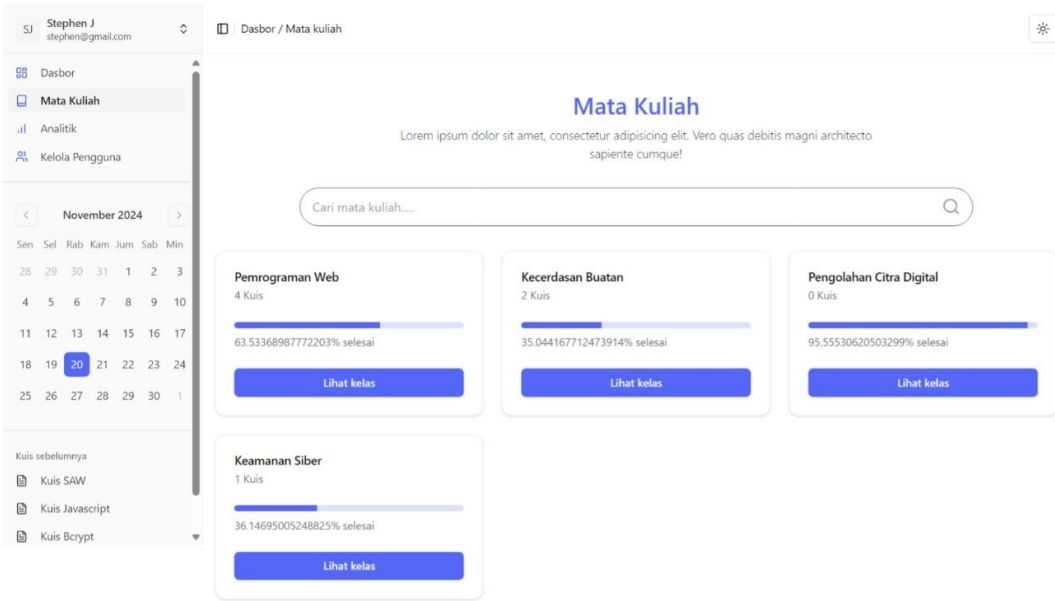 SJ
Stephen J
stephen@gmail.com
Dasbor
Mata Kuliah
Analitik
Kelola Pengguna
November 2024
Sen Sel Rab Kam Jum Sab Min
28 29 30 31 1 2 3
4 5 6 7 8 9 10
11 12 13 14 15 16 17
18 19 20 21 22 23 24
25 26 27 28 29 30 1
Kuis sebelumnya
Kuis SAW
Kuis Javascript
Kuis Bcrypt
Dasbor / Mata kuliah
Mata Kuliah
Lorem ipsum dolor sit amet, consectetur adipisicing elit. Vero quas debitis magni architecto
sapiente cumque!
Cari mata kuliah.....
Pemrograman Web
4 Kuis
63.53368987772203% selesai
Lihat kelas
Kecerdasan Buatan
2 Kuis
35.044167712473914% selesai
Lihat kelas
Pengolahan Citra Digital
0 Kuis
95.55530620503299% selesai
Lihat kelas
Keamanan Siber
1 Kuis
36.14695005248825% selesai
Lihat kelas